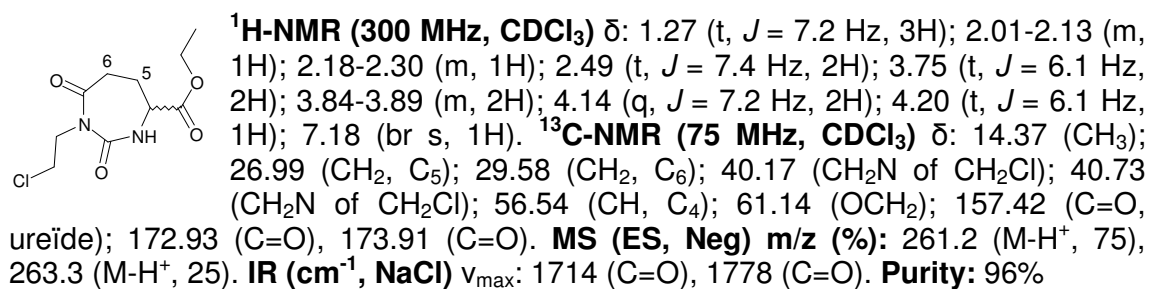 6
5
O
O
N
NH
O
O
Cl
¹H-NMR (300 MHz, CDCl₃) δ: 1.27 (t, J = 7.2 Hz, 3H); 2.01-2.13 (m,
1H); 2.18-2.30 (m, 1H); 2.49 (t, J = 7.4 Hz, 2H); 3.75 (t, J = 6.1 Hz,
2H); 3.84-3.89 (m, 2H); 4.14 (q, J = 7.2 Hz, 2H); 4.20 (t, J = 6.1 Hz,
1H); 7.18 (br s, 1H). ¹³C-NMR (75 MHz, CDCl₃) δ: 14.37 (CH₃);
26.99 (CH₂, C₅); 29.58 (CH₂, C₆); 40.17 (CH₂N of CH₂Cl); 40.73
(CH₂N of CH₂Cl); 56.54 (CH, C₄); 61.14 (OCH₂); 157.42 (C=O,
ureïde); 172.93 (C=O), 173.91 (C=O). MS (ES, Neg) m/z (%): 261.2 (M-H⁺, 75),
263.3 (M-H⁺, 25). IR (cm⁻¹, NaCl) νₘₐₓ: 1714 (C=O), 1778 (C=O). Purity: 96%